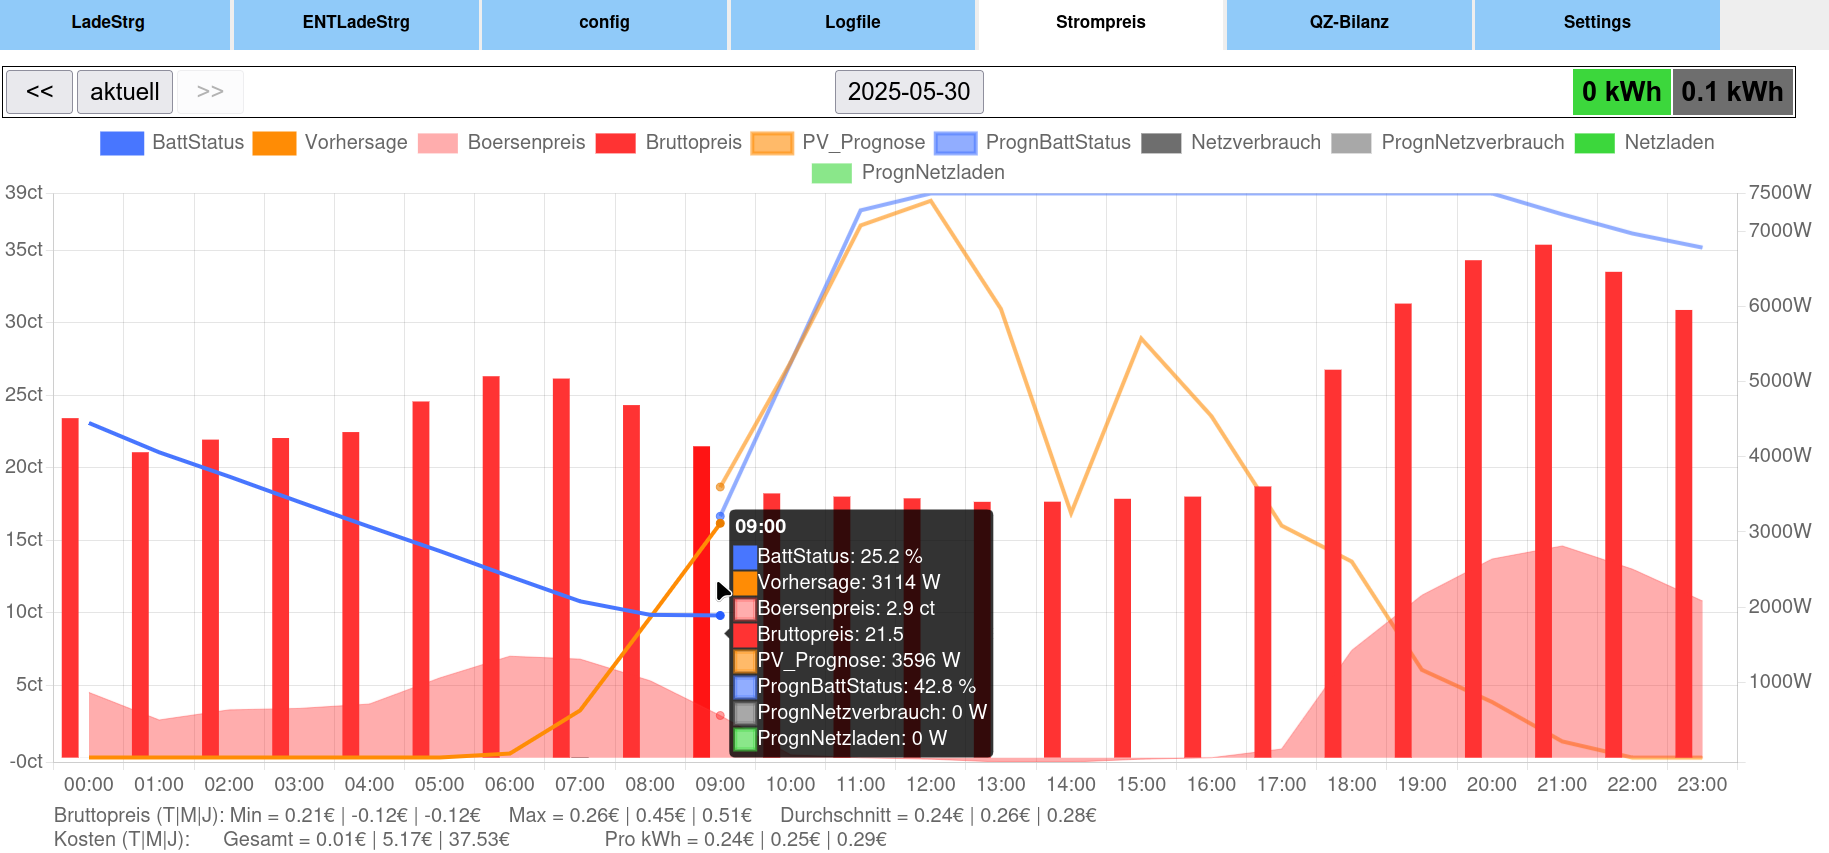 LadeStrg ENTLadeStrg config Logfile Strompreis QZ-Bilanz Settings
<< aktuell >> 2025-05-30 0 kWh 0.1 kWh
BattStatus Vorhersage Boersenpreis Bruttopreis PV_Prognose PrognBattStatus Netzverbrauch PrognNetzverbrauch Netzladen
PrognNetzladen
39ct 7500W
7000W
35ct
30ct 6000W
25ct 5000W
20ct 4000W
15ct 3000W
10ct 2000W
5ct 1000W
-0ct
09:00
BattStatus: 25.2 %
Vorhersage: 3114 W
Boersenpreis: 2.9 ct
Bruttopreis: 21.5
PV_Prognose: 3596 W
PrognBattStatus: 42.8 %
PrognNetzverbrauch: 0 W
PrognNetzladen: 0 W
00:00 01:00 02:00 03:00 04:00 05:00 06:00 07:00 08:00 09:00 10:00 11:00 12:00 13:00 14:00 15:00 16:00 17:00 18:00 19:00 20:00 21:00 22:00 23:00
Bruttopreis (T|M|J): Min = 0.21€ | -0.12€ | -0.12€ Max = 0.26€ | 0.45€ | 0.51€ Durchschnitt = 0.24€ | 0.26€ | 0.28€
Kosten (T|M|J): Gesamt = 0.01€ | 5.17€ | 37.53€ Pro kWh = 0.24€ | 0.25€ | 0.29€